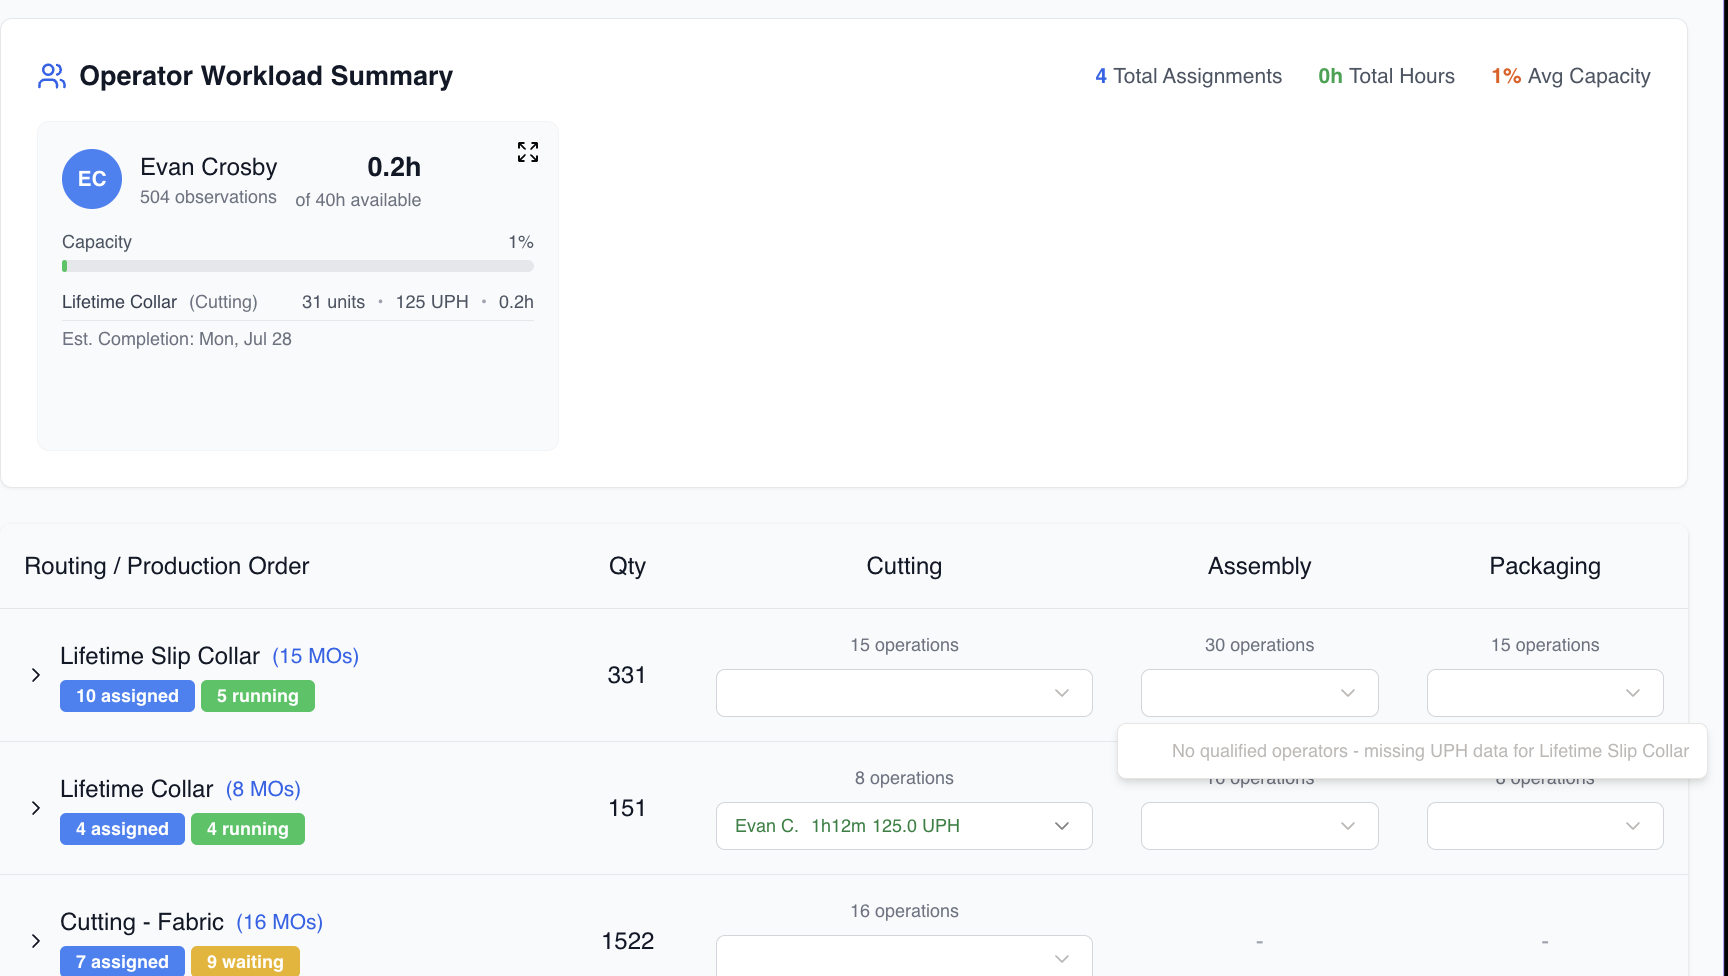 Operator Workload Summary
4 Total Assignments 0h Total Hours 1% Avg Capacity
EC
Evan Crosby
504 observations
0.2h
of 40h available
Capacity 1%
Lifetime Collar (Cutting) 31 units • 125 UPH • 0.2h
Est. Completion: Mon, Jul 28
Routing / Production Order Qty Cutting Assembly Packaging
15 operations 30 operations 15 operations
Lifetime Slip Collar (15 MOs)
331
10 assigned 5 running
No qualified operators - missing UPH data for Lifetime Slip Collar
8 operations 16 operations 8 operations
Lifetime Collar (8 MOs)
151
4 assigned 4 running
Evan C. 1h12m 125.0 UPH
16 operations
Cutting - Fabric (16 MOs)
1522
- -
7 assigned 9 waiting